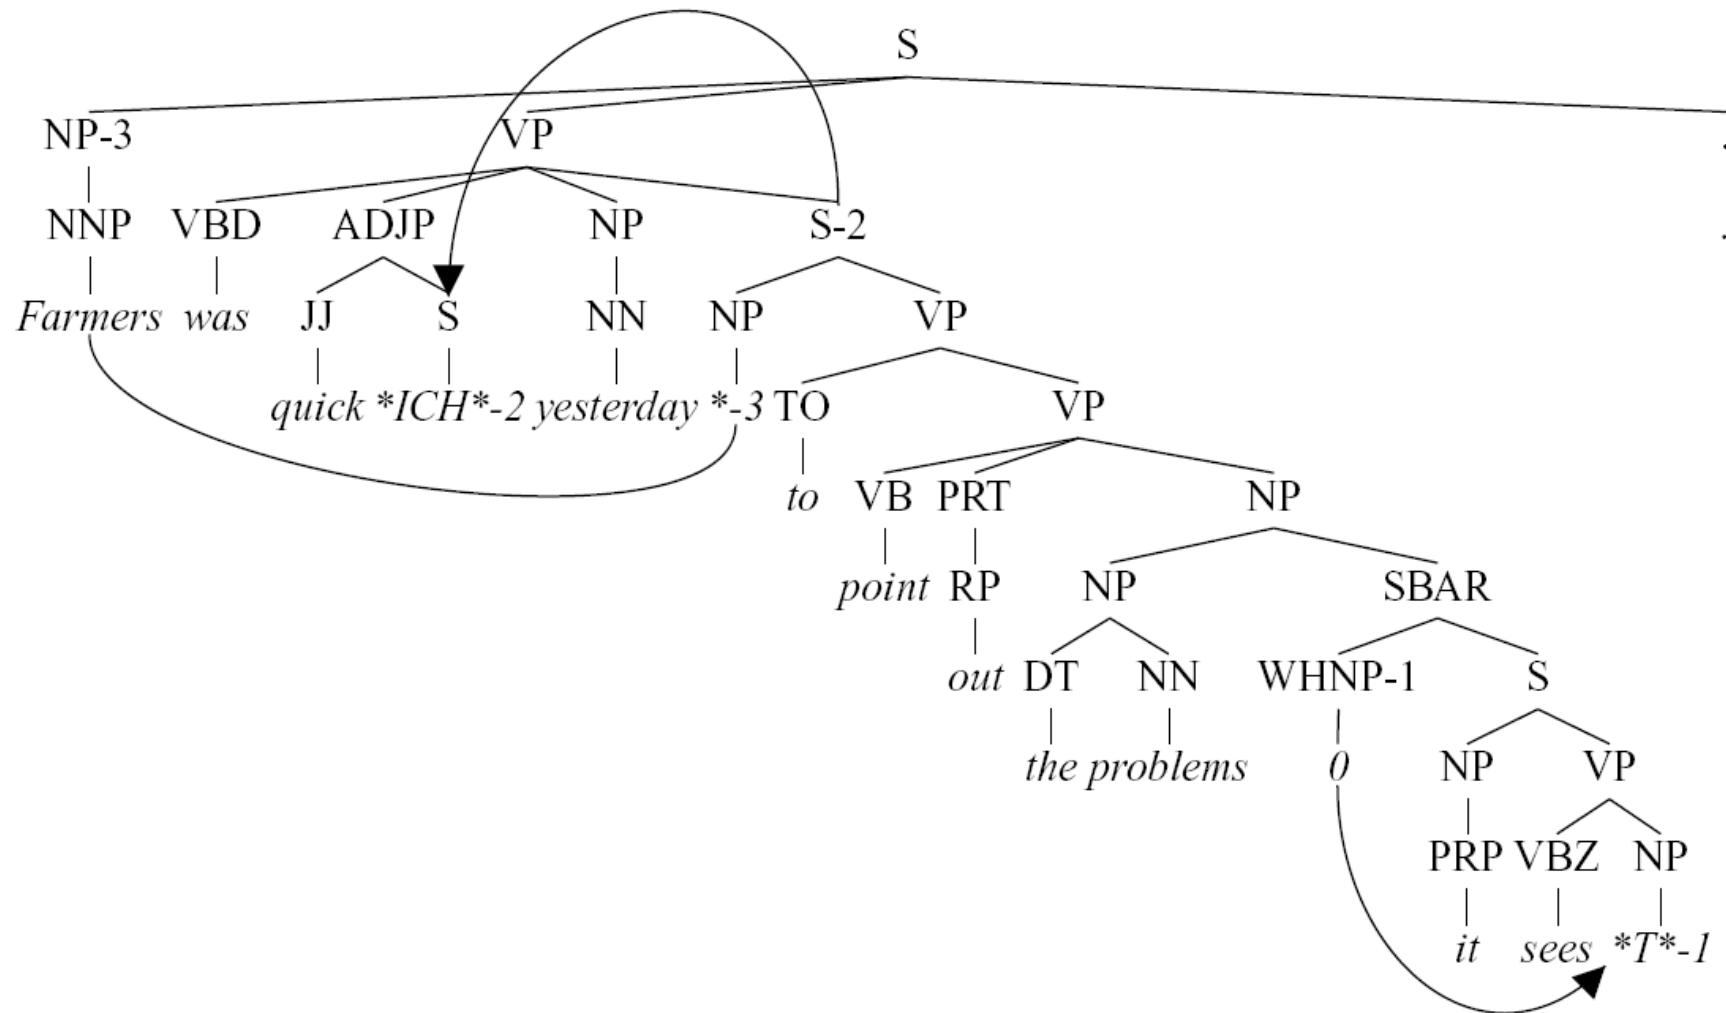 S
NP-3 VP .
NNP VBD ADJP NP S-2 .
Farmers was JJ S NN NP VP
quick *ICH*-2 yesterday *-3 TO VP
to VB PRT NP
point RP NP SBAR
out DT NN WHNP-1 S
the problems 0 NP VP
PRP VBZ NP
it sees *T*-1